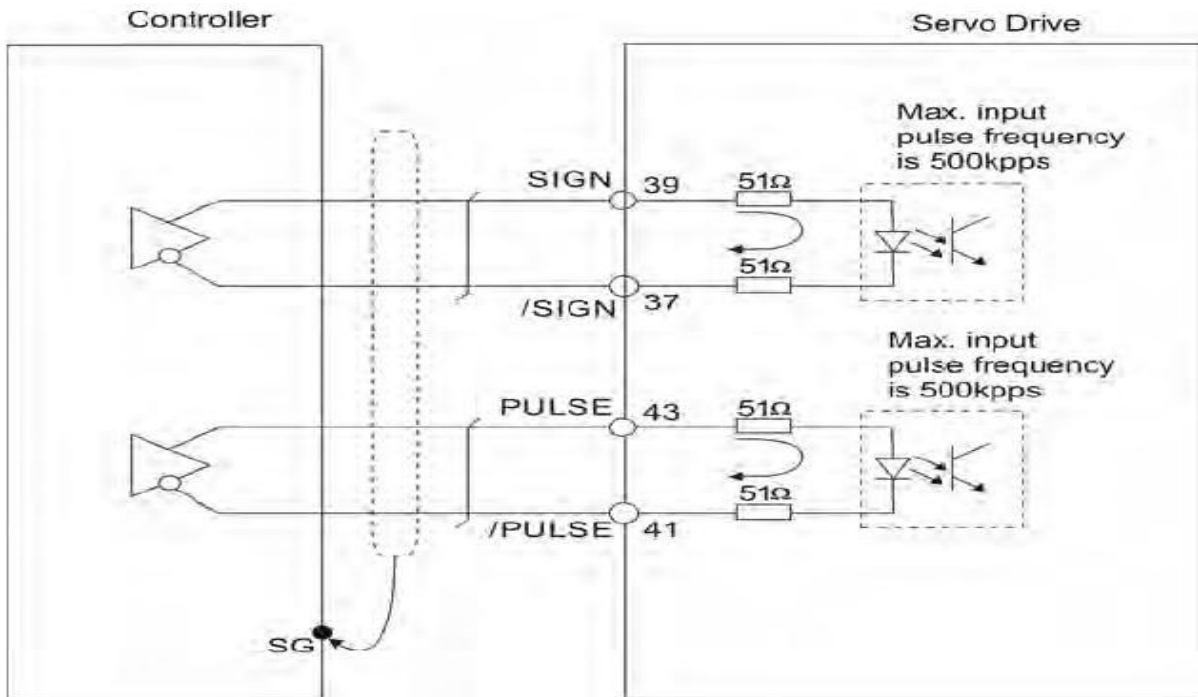 Controller
Servo Drive
Max. input
pulse frequency
is 500kpps
SIGN
39
51Ω
51Ω
/SIGN
37
Max. input
pulse frequency
is 500kpps
PULSE
43
51Ω
51Ω
/PULSE
41
SG